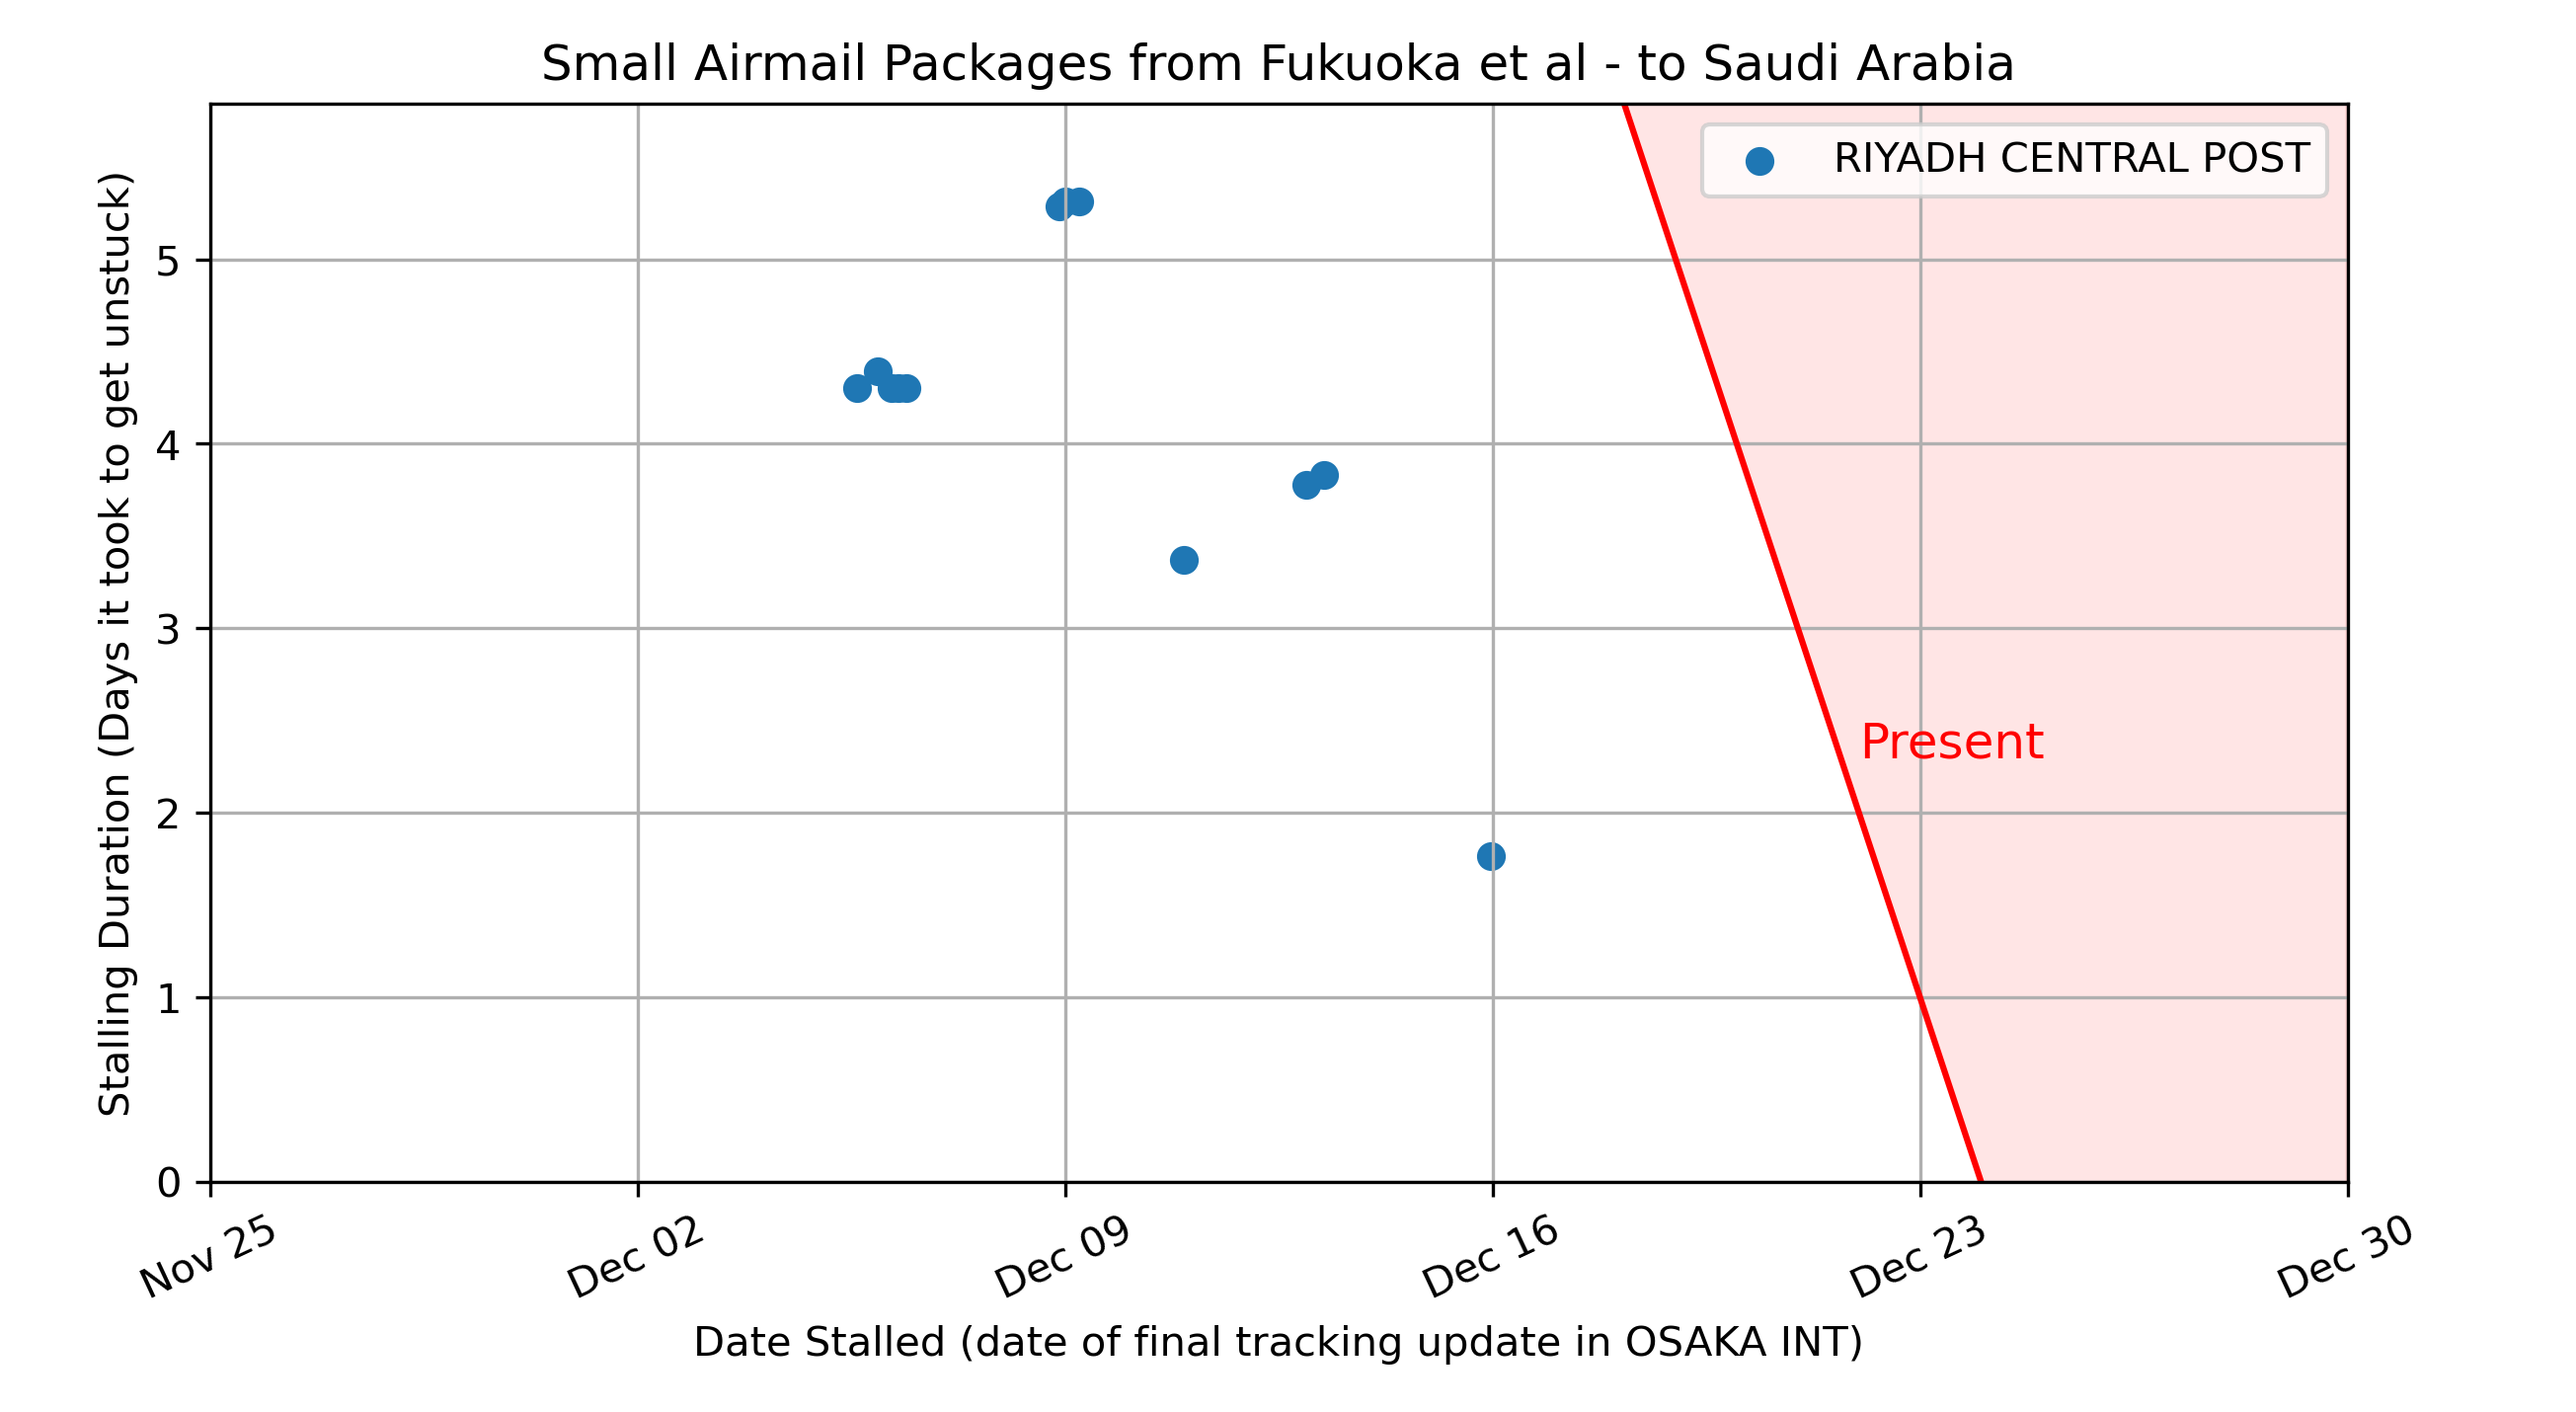 Small Airmail Packages from Fukuoka et al - to Saudi Arabia
RIYADH CENTRAL POST
Stalling Duration (Days it took to get unstuck)
5
4
3
2
1
0
Present
Nov 25
Dec 02
Dec 09
Dec 16
Dec 23
Dec 30
Date Stalled (date of final tracking update in OSAKA INT)